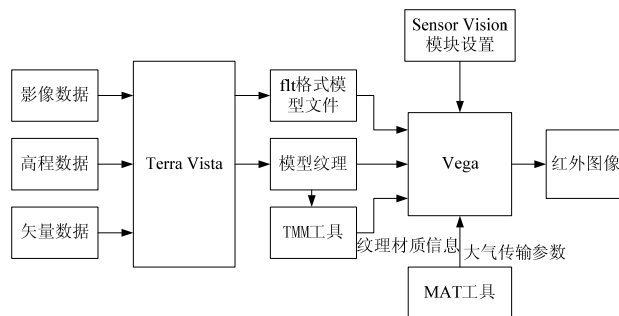 Sensor Vision
模块设置
影像数据
高程数据
矢量数据
Terra Vista
flt格式模
型文件
模型纹理
TMM工具
Vega
红外图像
纹理材质信息
大气传输参数
MAT工具